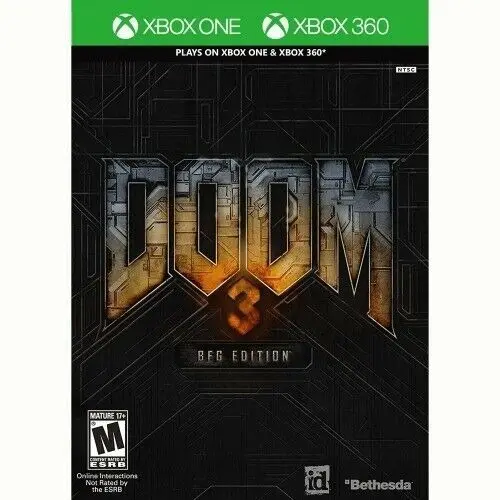 XBOX ONE XBOX 360
PLAYS ON XBOX ONE & XBOX 360*
NTSC
DOOM
3
BFG EDITION
MATURE 17+
M
CONTENT RATED BY
ESRB
Online Interactions
Not Rated by
the ESRB
id
Bethesda